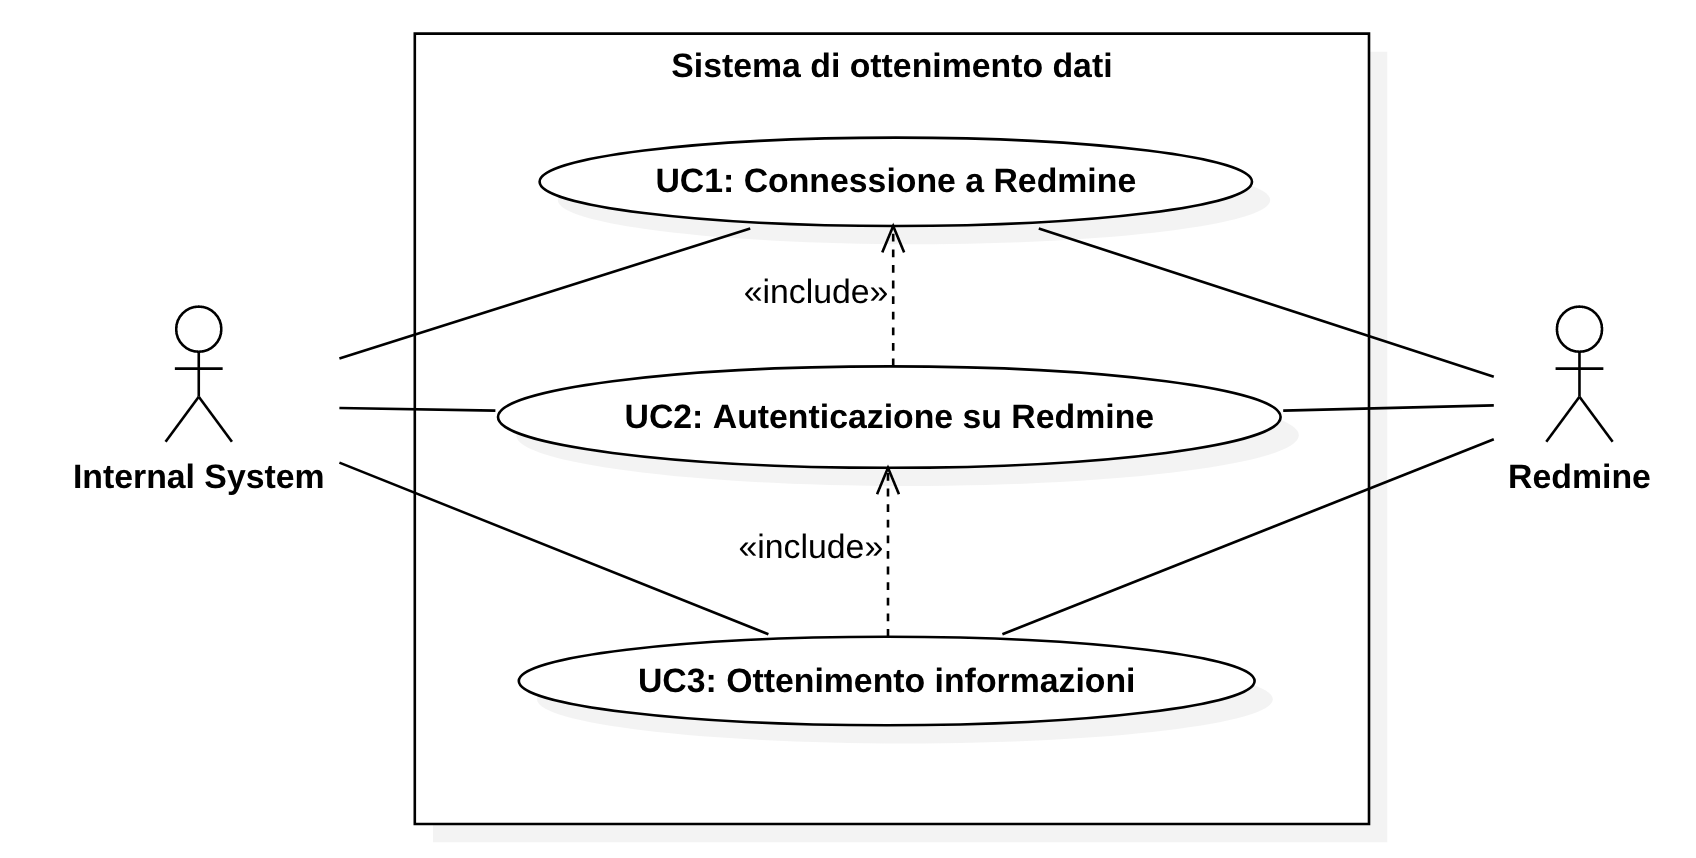 Sistema di ottenimento dati
UC1: Connessione a Redmine
«include»
UC2: Autenticazione su Redmine
Internal System
Redmine
«include»
UC3: Ottenimento informazioni